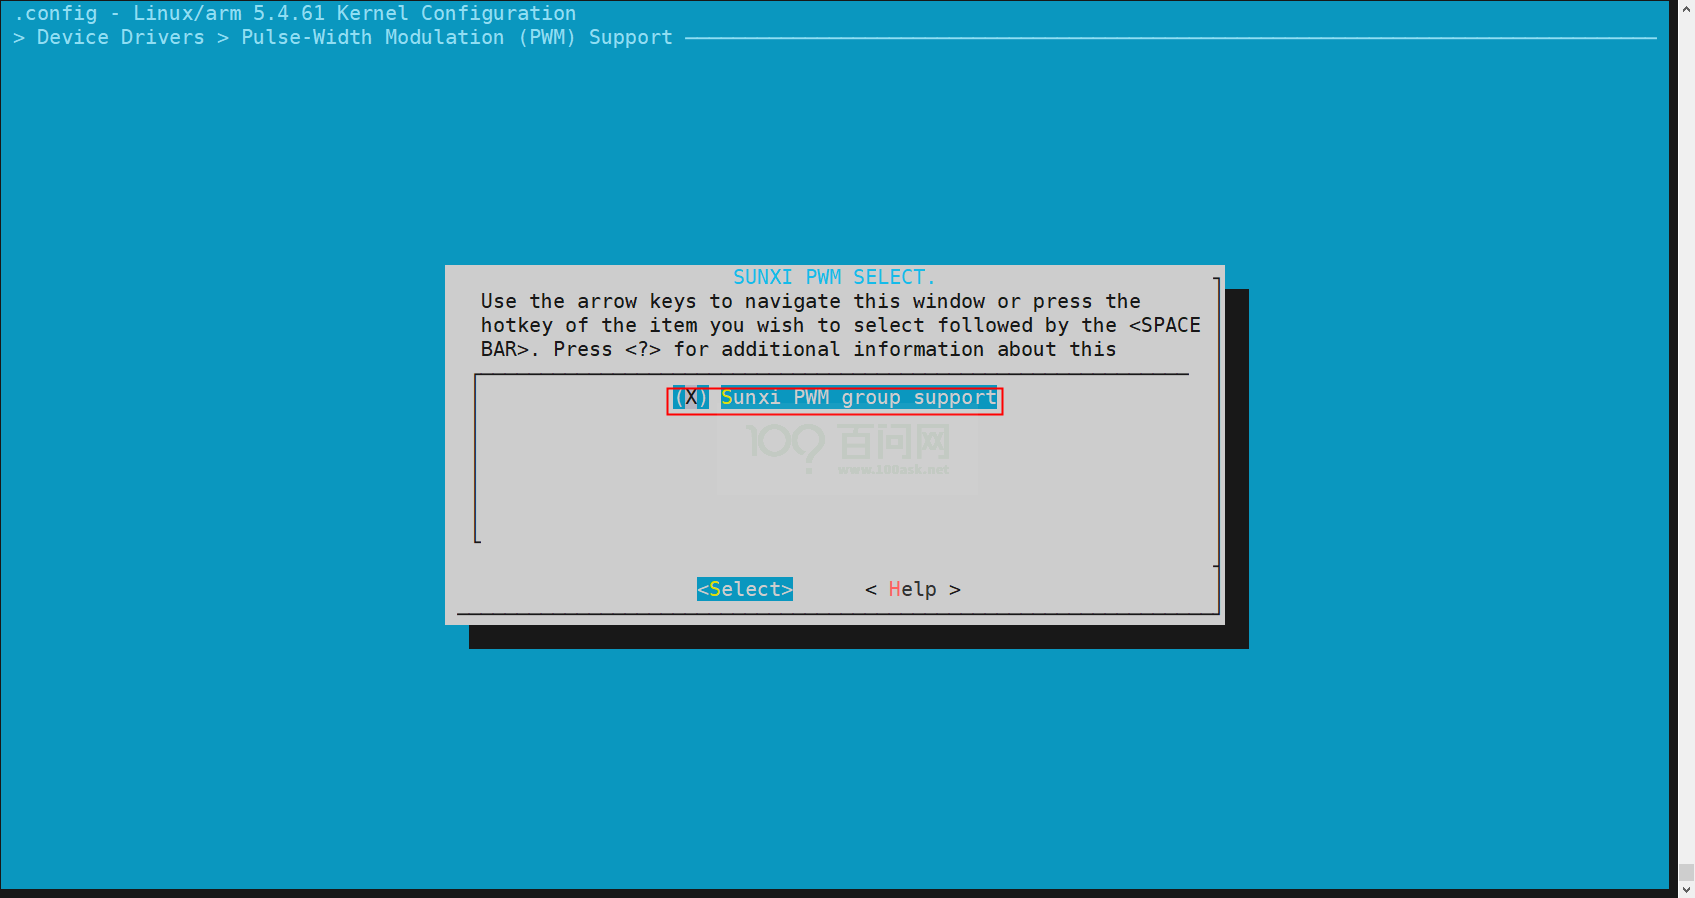 .config - Linux/arm 5.4.61 Kernel Configuration
> Device Drivers > Pulse-Width Modulation (PWM) Support
SUNXI PWM SELECT.
Use the arrow keys to navigate this window or press the
hotkey of the item you wish to select followed by the <SPACE
BAR>. Press <?> for additional information about this
(X) Sunxi PWM group support
100 百问网
www.100ask.net
<Select> < Help >